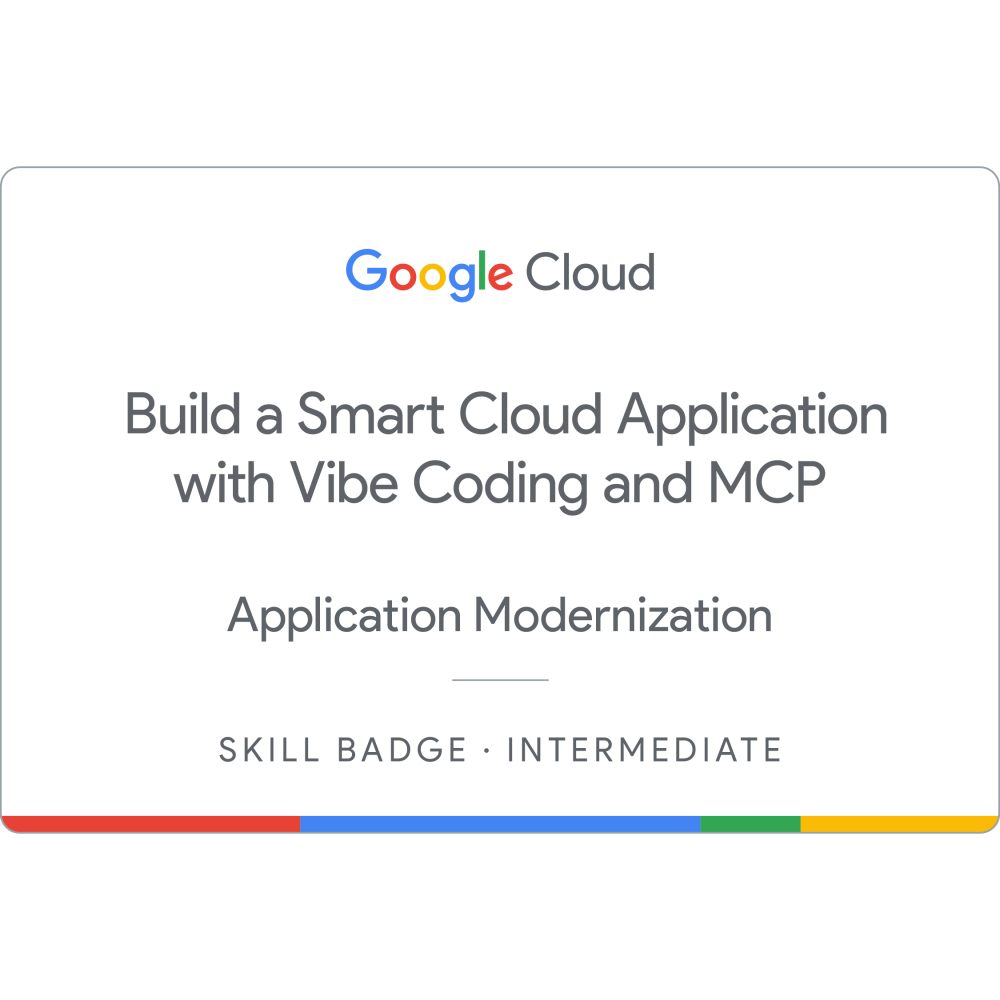 Google Cloud
Build a Smart Cloud Application
with Vibe Coding and MCP
Application Modernization
SKILL BADGE · INTERMEDIATE